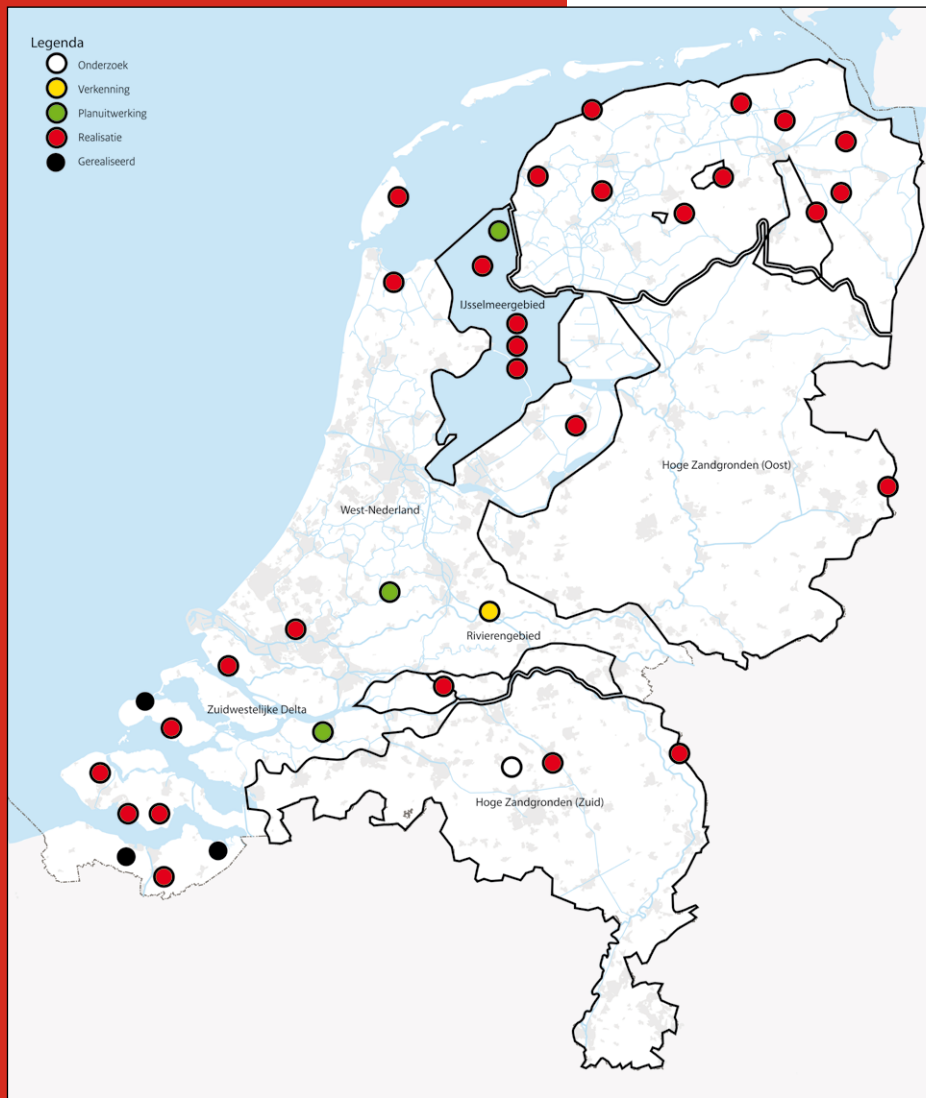 Legenda
Onderzoek
Verkenning
Planuitwerking
Realisatie
Gerealiseerd
IJsselmeergebied
Hoge Zandgronden (Oost)
West-Nederland
Rivierengebied
Zuidwestelijke Delta
Hoge Zandgronden (Zuid)